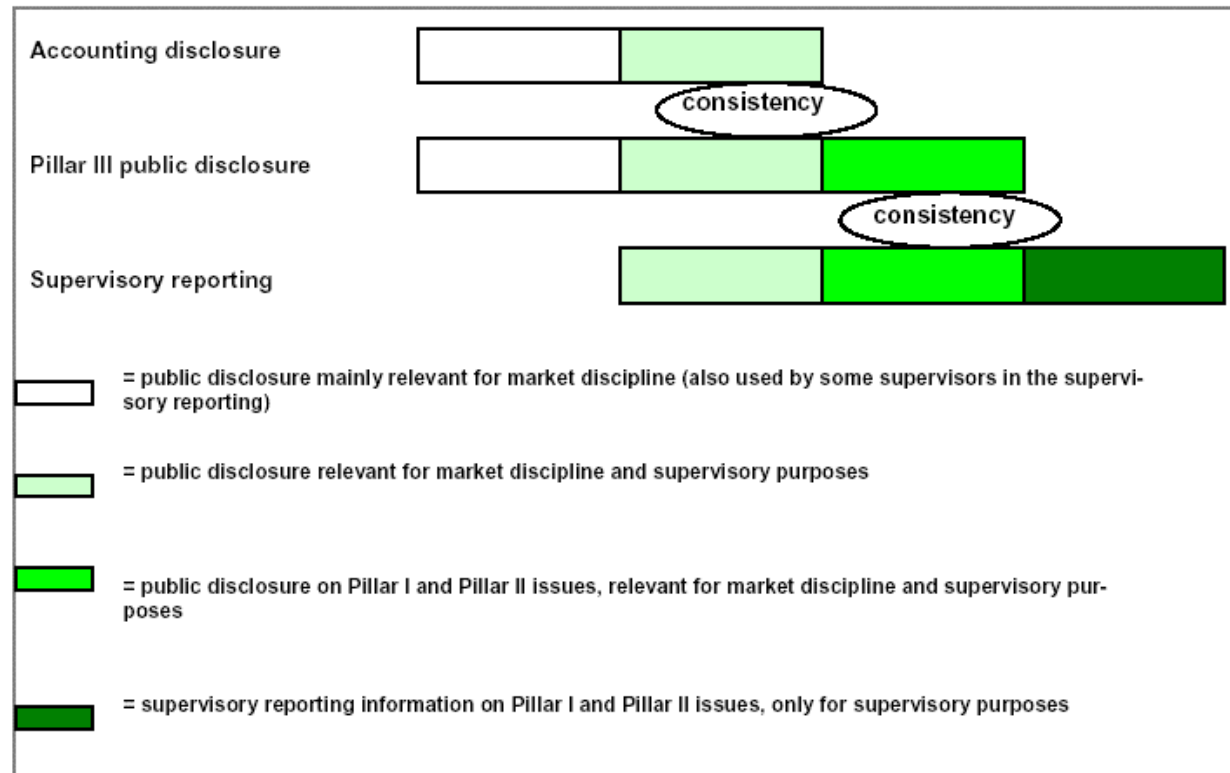 Accounting disclosure
consistency
Pillar III public disclosure
consistency
Supervisory reporting
= public disclosure mainly relevant for market discipline (also used by some supervisors in the supervi-
sory reporting)
= public disclosure relevant for market discipline and supervisory purposes
= public disclosure on Pillar I and Pillar II issues, relevant for market discipline and supervisory pur-
poses
= supervisory reporting information on Pillar I and Pillar II issues, only for supervisory purposes